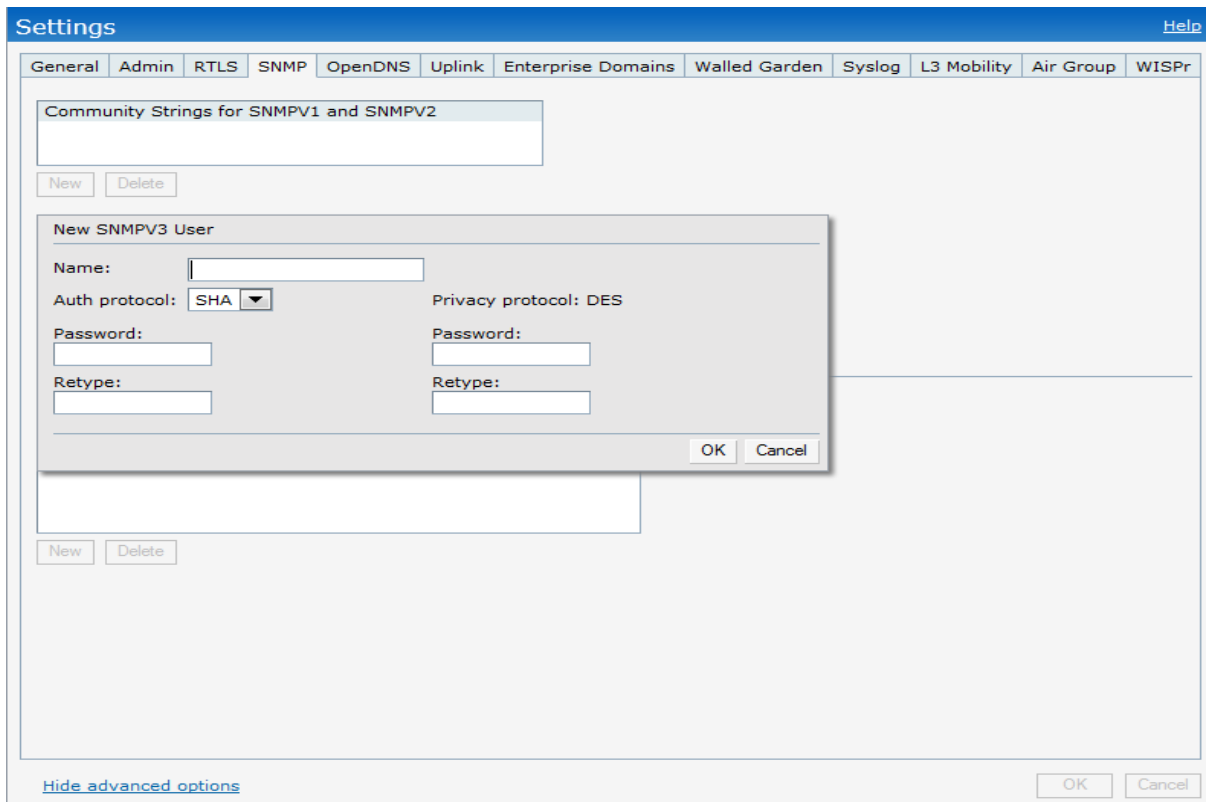 Settings Help
General Admin RTLS SNMP OpenDNS Uplink Enterprise Domains Walled Garden Syslog L3 Mobility Air Group WISPr
Community Strings for SNMPV1 and SNMPV2
New Delete
New SNMPV3 User
Name:
Auth protocol: SHA Privacy protocol: DES
Password: Password:
Retype: Retype:
OK Cancel
New Delete
Hide advanced options OK Cancel